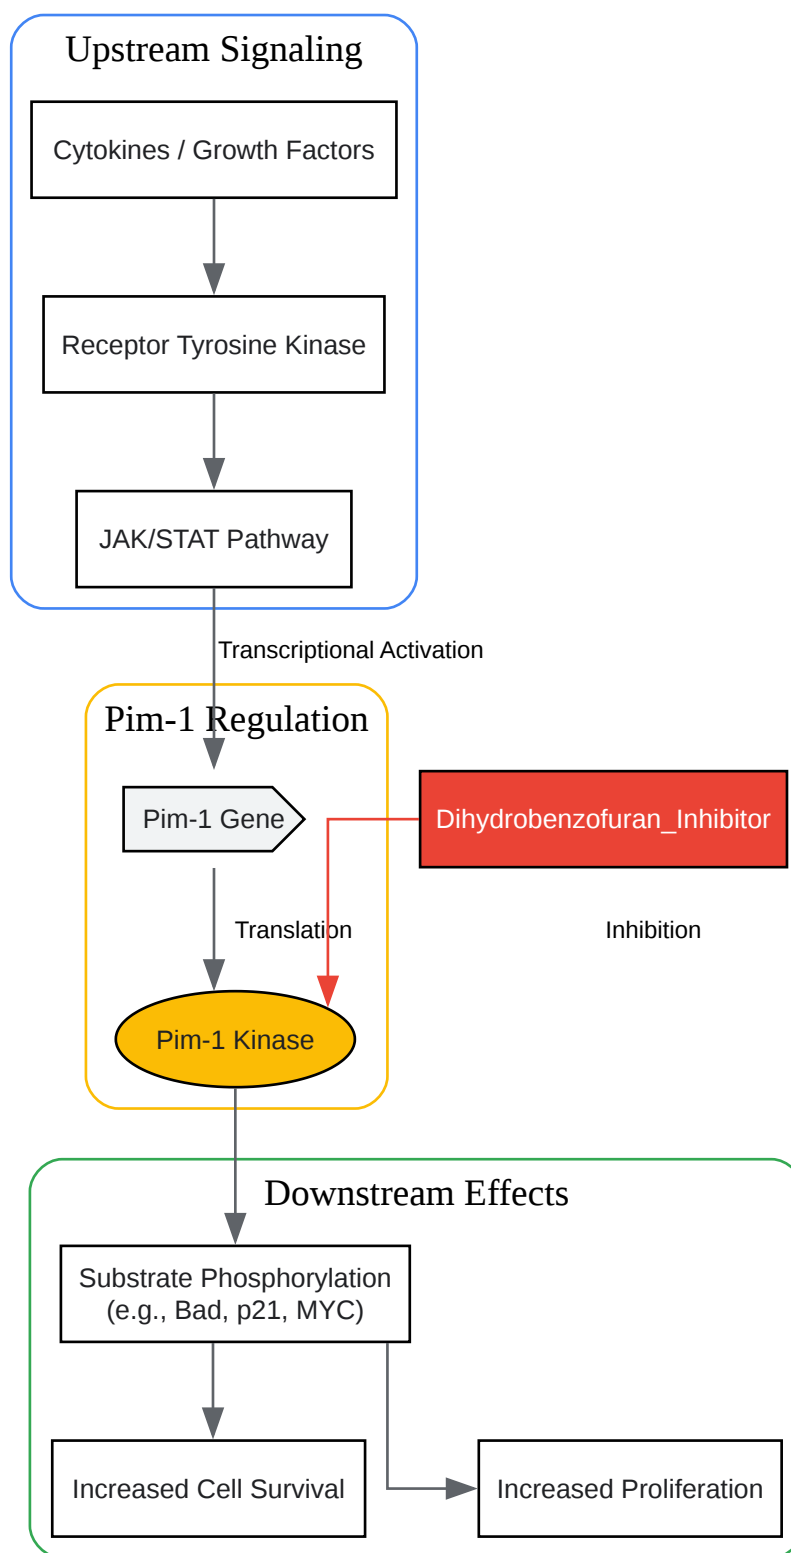 Upstream Signaling
Cytokines / Growth Factors
Receptor Tyrosine Kinase
JAK/STAT Pathway
Transcriptional Activation
Pim-1 Regulation
Pim-1 Gene
Dihydrobenzofuran_Inhibitor
Translation
Inhibition
Pim-1 Kinase
Downstream Effects
Substrate Phosphorylation
(e.g., Bad, p21, MYC)
Increased Cell Survival
Increased Proliferation